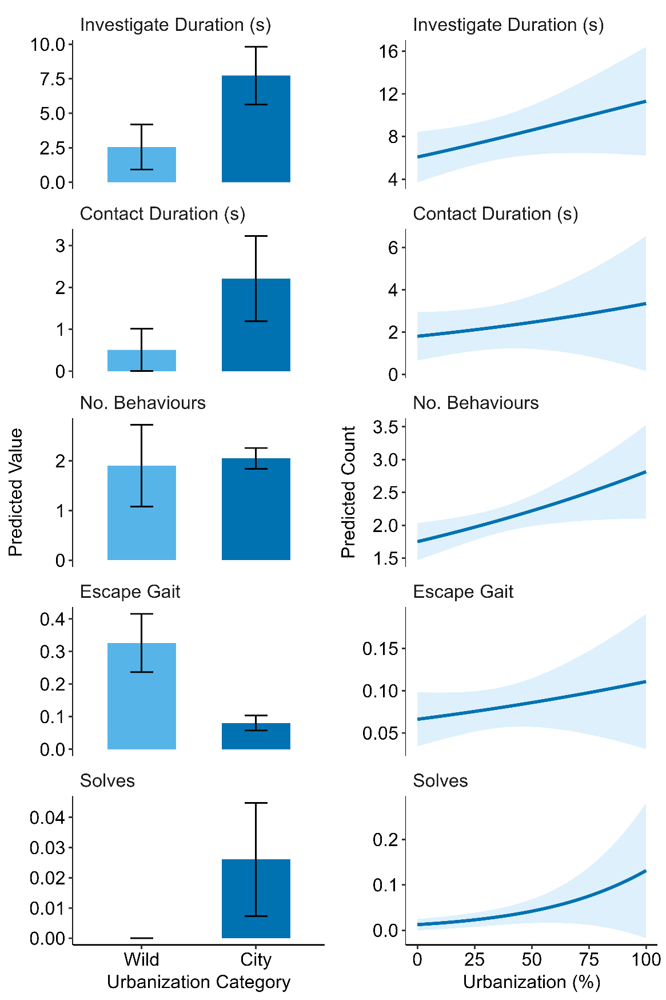 Investigate Duration (s)
10.0
7.5
5.0
2.5
0.0
Contact Duration (s)
3
2
1
0
No. Behaviours
2
1
0
Escape Gait
0.4
0.3
0.2
0.1
0.0
Solves
0.04
0.03
0.02
0.01
0.00
Wild City
Urbanization Category
Predicted Value
Investigate Duration (s)
16
12
8
4
Contact Duration (s)
6
4
2
0
No. Behaviours
3.5
3.0
2.5
2.0
1.5
Escape Gait
0.15
0.10
0.05
Solves
0.2
0.1
0.0
0 25 50 75 100
Urbanization (%)
Predicted Count